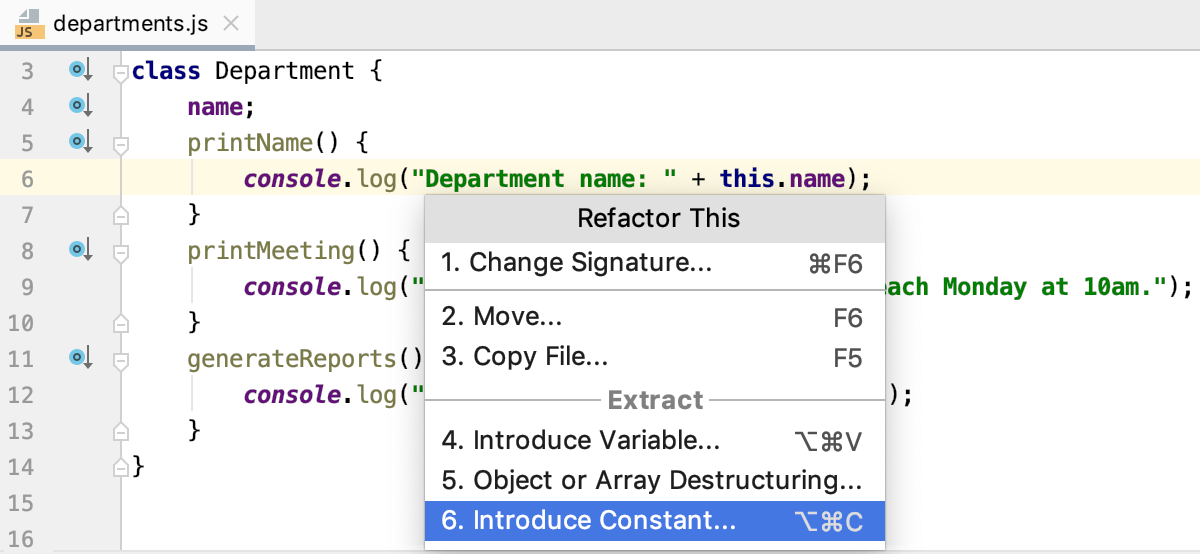 JS departments.js
3 class Department {
4 name;
5 printName() {
6 console.log("Department name: " + this.name);
7 }
8 printMeeting() {
9 console.log(" each Monday at 10am.");
10 }
11 generateReports()
12 console.log(" );
13 }
14 }
15
16
Refactor This
1. Change Signature... ⌘F6
2. Move... F6
3. Copy File... F5
Extract
4. Introduce Variable... ⌥⌘V
5. Object or Array Destructuring...
6. Introduce Constant... ⌥⌘C